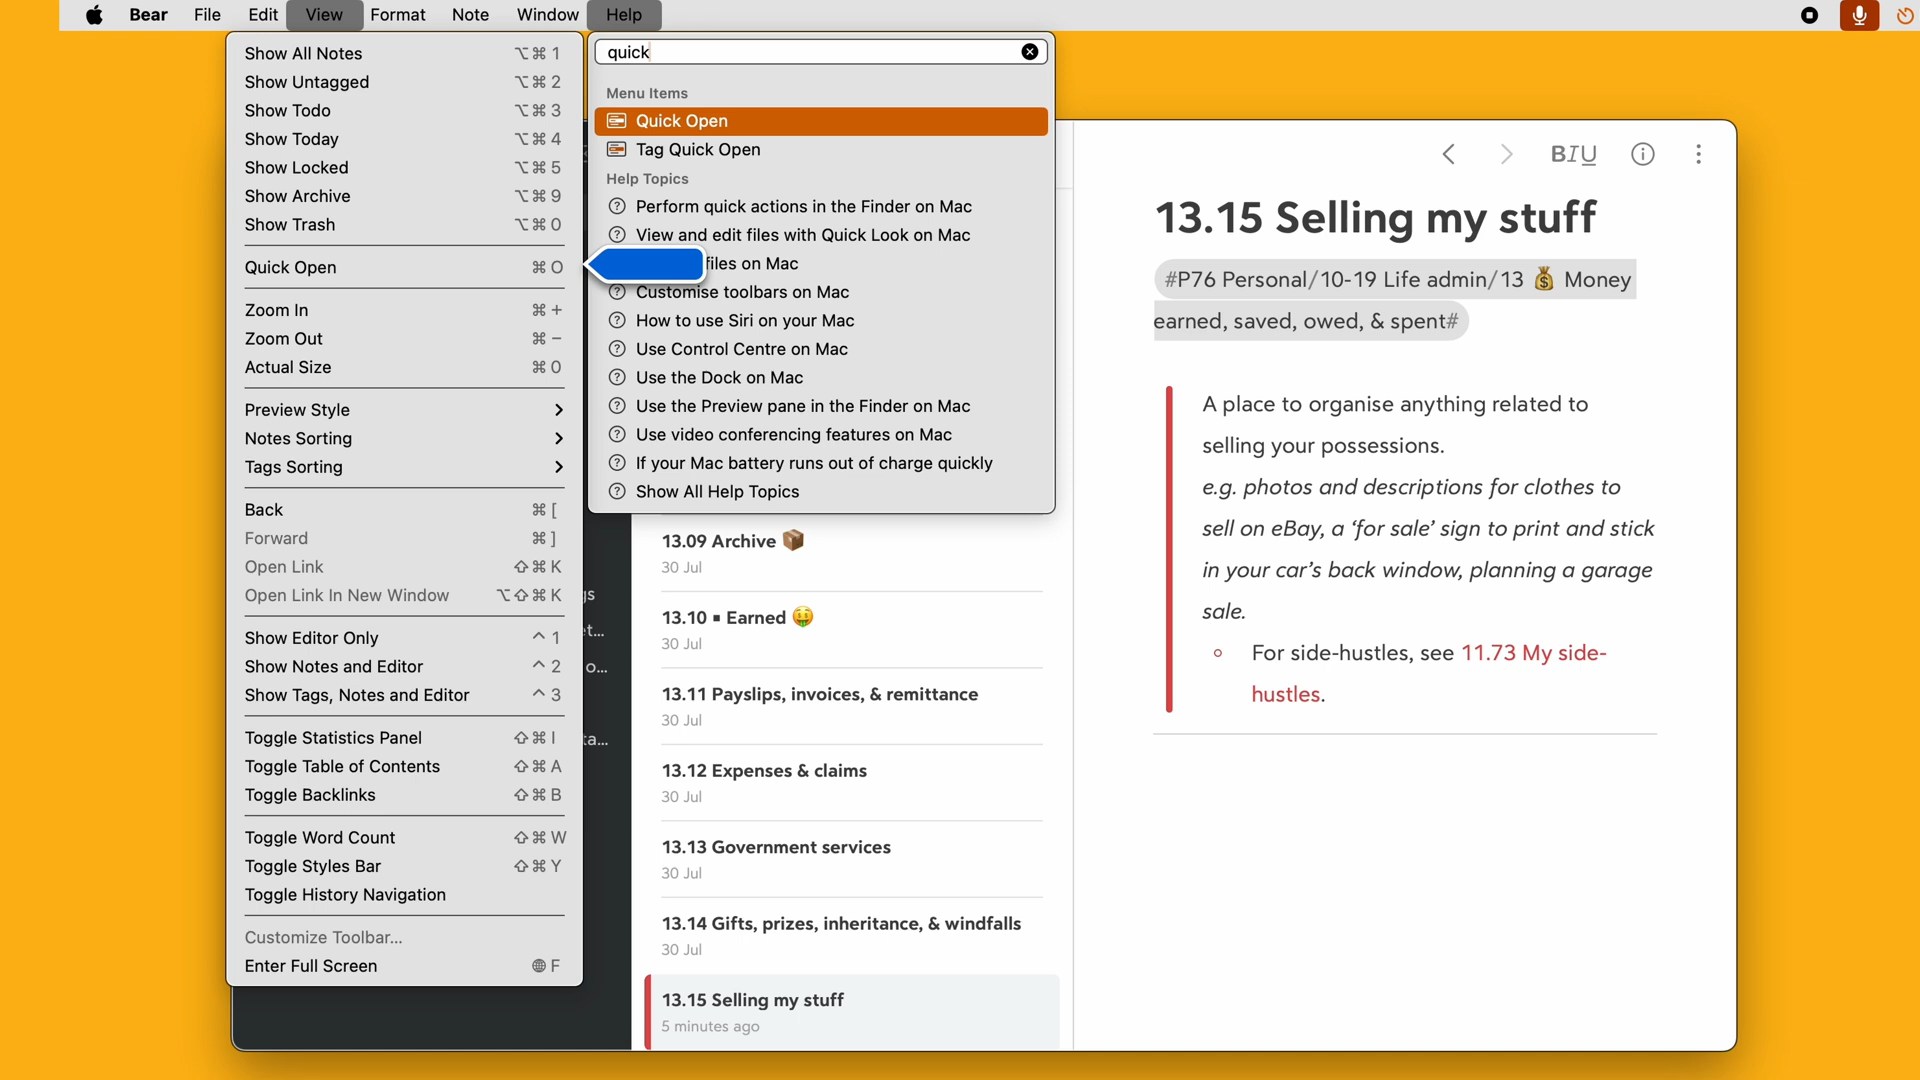 Bear File Edit View Format Note Window Help
Show All Notes ⌥⌘1
Show Untagged ⌥⌘2
Show Todo ⌥⌘3
Show Today ⌥⌘4
Show Locked ⌥⌘5
Show Archive ⌥⌘9
Show Trash ⌥⌘0
Quick Open ⌘O
Zoom In ⌘+
Zoom Out ⌘−
Actual Size ⌘0
Preview Style
Notes Sorting
Tags Sorting
Back ⌘[
Forward ⌘]
Open Link ⇧⌘K
Open Link In New Window ⌥⇧⌘K
Show Editor Only ^1
Show Notes and Editor ^2
Show Tags, Notes and Editor ^3
Toggle Statistics Panel ⇧⌘I
Toggle Table of Contents ⇧⌘A
Toggle Backlinks ⇧⌘B
Toggle Word Count ⇧⌘W
Toggle Styles Bar ⇧⌘Y
Toggle History Navigation
Customize Toolbar...
Enter Full Screen 🌐F
quick
Menu Items
Quick Open
Tag Quick Open
Help Topics
Perform quick actions in the Finder on Mac
View and edit files with Quick Look on Mac
files on Mac
Customise toolbars on Mac
How to use Siri on your Mac
Use Control Centre on Mac
Use the Dock on Mac
Use the Preview pane in the Finder on Mac
Use video conferencing features on Mac
If your Mac battery runs out of charge quickly
Show All Help Topics
13.09 Archive 📦
30 Jul
13.10 ▪ Earned 🤑
30 Jul
13.11 Payslips, invoices, & remittance
30 Jul
13.12 Expenses & claims
30 Jul
13.13 Government services
30 Jul
13.14 Gifts, prizes, inheritance, & windfalls
30 Jul
13.15 Selling my stuff
5 minutes ago
BIU
13.15 Selling my stuff
#P76 Personal/10-19 Life admin/13 💰 Money
earned, saved, owed, & spent#
A place to organise anything related to
selling your possessions.
e.g. photos and descriptions for clothes to
sell on eBay, a ‘for sale’ sign to print and stick
in your car’s back window, planning a garage
sale.
For side-hustles, see 11.73 My side-
hustles.